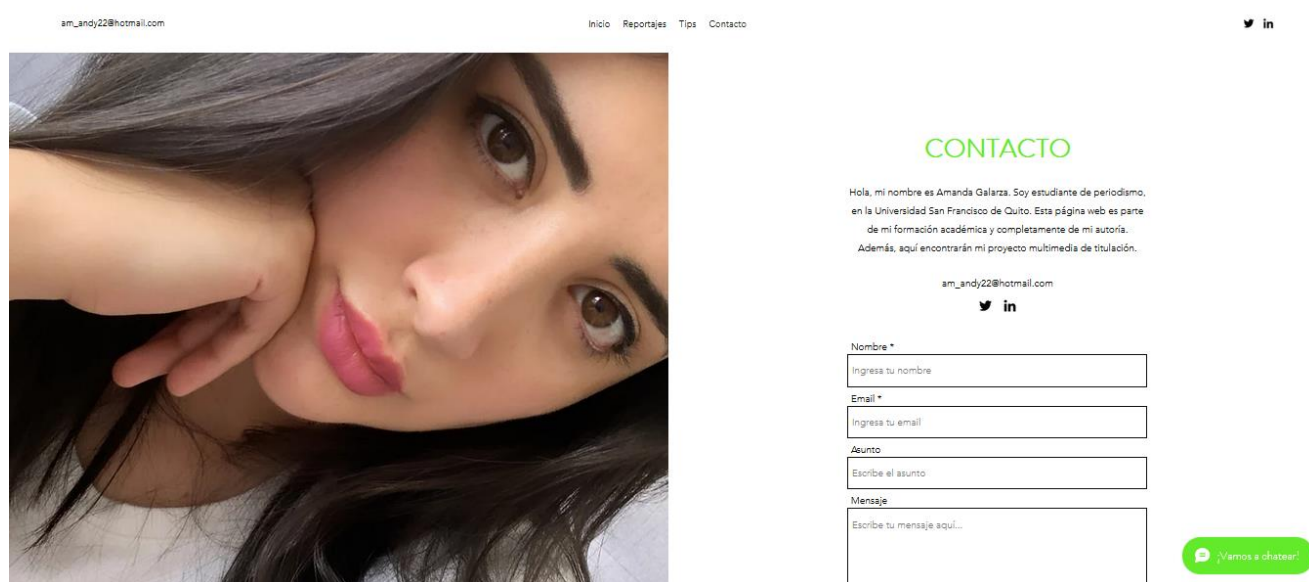 am_andy22@hotmail.com
Inicio Reportajes Tips Contacto
in
CONTACTO
Hola, mi nombre es Amanda Galarza. Soy estudiante de periodismo,
en la Universidad San Francisco de Quito. Esta página web es parte
de mi formación académica y completamente de mi autoría.
Además, aquí encontrarán mi proyecto multimedia de titulación.
am_andy22@hotmail.com
in
Nombre *
Ingresa tu nombre
Email *
Ingresa tu email
Asunto
Escribe el asunto
Mensaje
Escribe tu mensaje aquí...
¡Vamos a chatear!